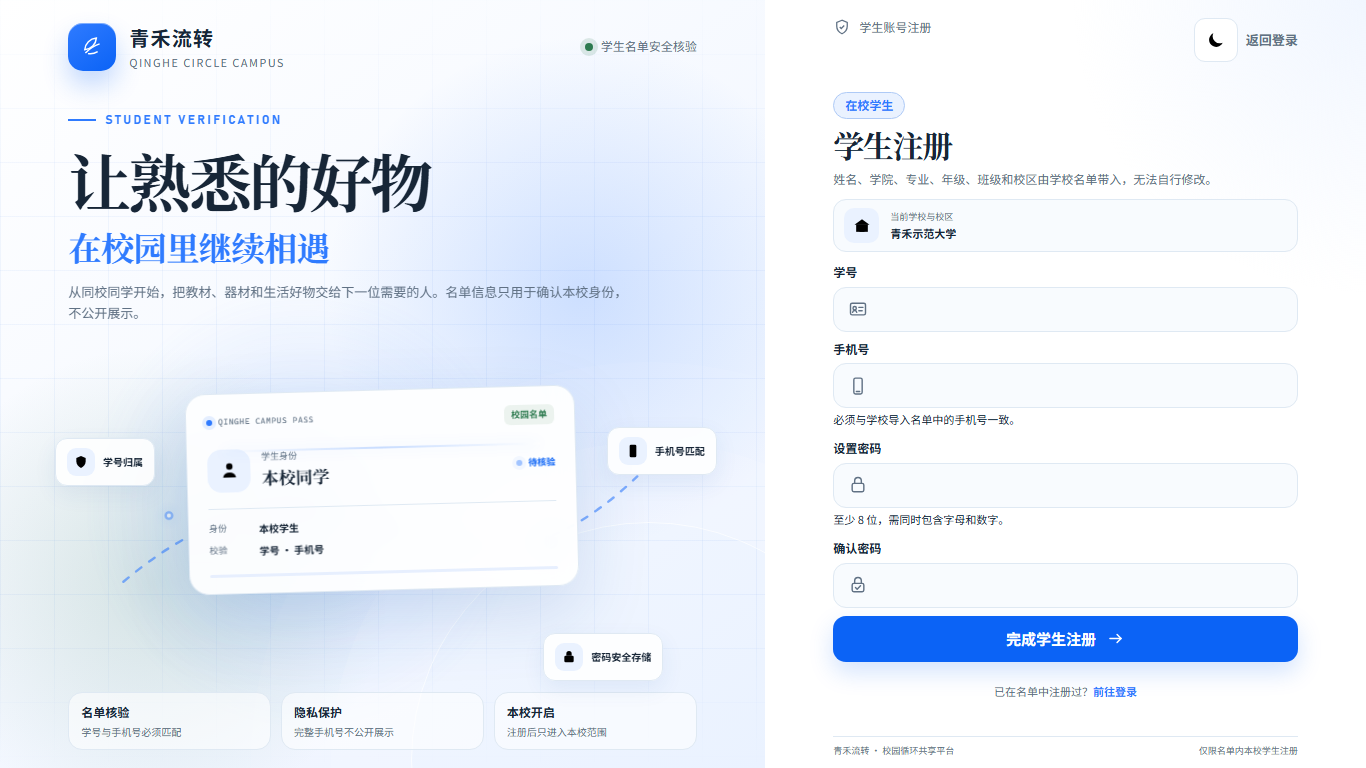 青禾流转
QINGHE CIRCLE CAMPUS
学生名单安全核验
STUDENT VERIFICATION
让熟悉的好物
在校园里继续相遇
从同校同学开始，把教材、器材和生活好物交给下一位需要的人。名单信息只用于确认本校身份，
不公开展示。
QINGHE CAMPUS PASS
校园名单
学生身份
本校同学
待核验
身份
本校学生
校验
学号 · 手机号
学号归属
手机号匹配
密码安全存储
名单核验
学号与手机号必须匹配
隐私保护
完整手机号不公开展示
本校开启
注册后只进入本校范围
学生账号注册
返回登录
在校学生
学生注册
姓名、学院、专业、年级、班级和校区由学校名单带入，无法自行修改。
当前学校与校区
青禾示范大学
学号
手机号
必须与学校导入名单中的手机号一致。
设置密码
至少 8 位，需同时包含字母和数字。
确认密码
完成学生注册
已在名单中注册过？前往登录
青禾流转 · 校园循环共享平台
仅限名单内本校学生注册